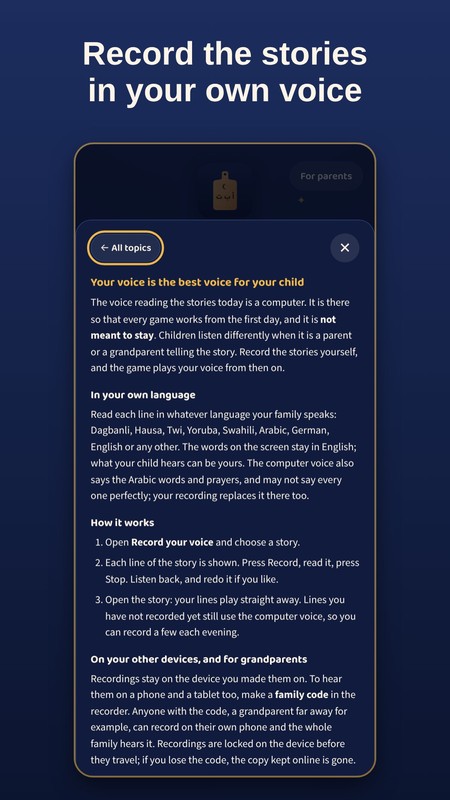 Record the stories
in your own voice
For parents
← All topics
Your voice is the best voice for your child
The voice reading the stories today is a computer. It is there
so that every game works from the first day, and it is not
meant to stay. Children listen differently when it is a parent
or a grandparent telling the story. Record the stories yourself,
and the game plays your voice from then on.
In your own language
Read each line in whatever language your family speaks:
Dagbanli, Hausa, Twi, Yoruba, Swahili, Arabic, German,
English or any other. The words on the screen stay in English;
what your child hears can be yours. The computer voice also
says the Arabic words and prayers, and may not say every
one perfectly; your recording replaces it there too.
How it works
1. Open Record your voice and choose a story.
2. Each line of the story is shown. Press Record, read it, press
Stop. Listen back, and redo it if you like.
3. Open the story: your lines play straight away. Lines you
have not recorded yet still use the computer voice, so you
can record a few each evening.
On your other devices, and for grandparents
Recordings stay on the device you made them on. To hear
them on a phone and a tablet too, make a family code in the
recorder. Anyone with the code, a grandparent far away for
example, can record on their own phone and the whole
family hears it. Recordings are locked on the device before
they travel; if you lose the code, the copy kept online is gone.